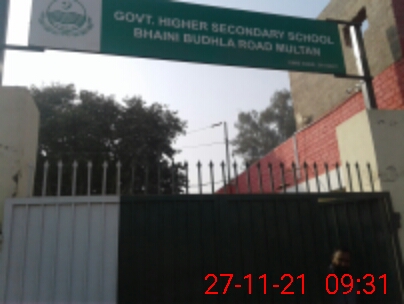 GOVT. HIGHER SECONDARY SCHOOL
BHAINI BUDHLA ROAD MULTAN
27-11-21 09:31